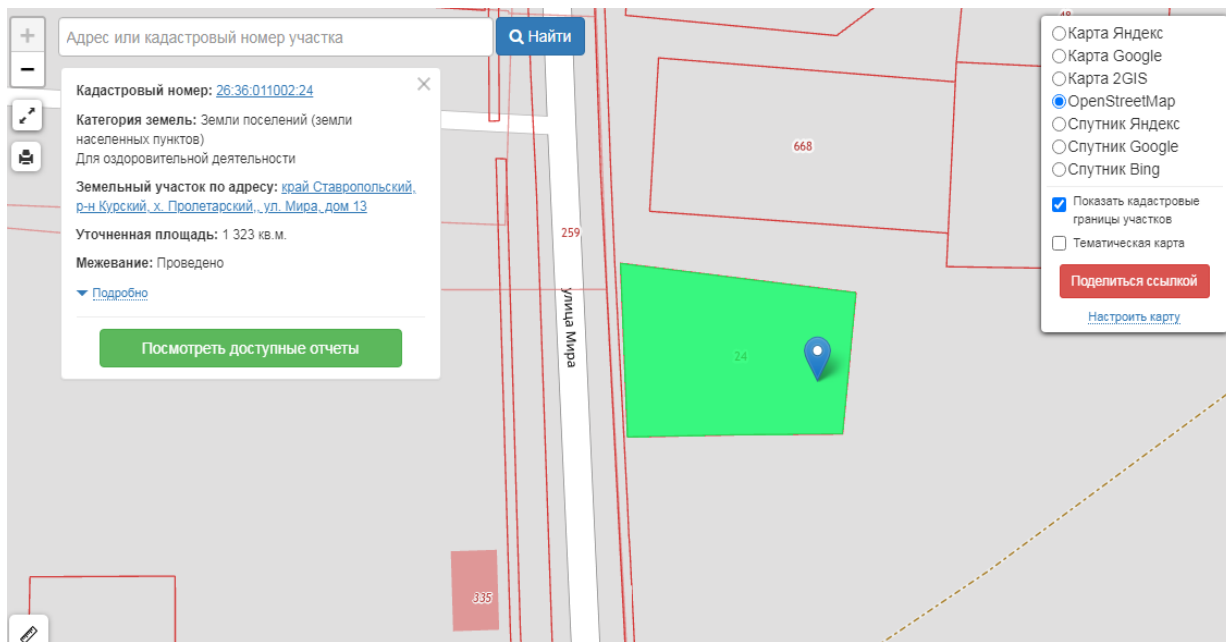 Адрес или кадастровый номер участка
Найти
Кадастровый номер: 26:36:011002:24
Категория земель: Земли поселений (земли
населенных пунктов)
Для оздоровительной деятельности
Земельный участок по адресу: край Ставропольский,
р-н Курский, х. Пролетарский,, ул. Мира, дом 13
Уточненная площадь: 1 323 кв.м.
Межевание: Проведено
Подробно
Посмотреть доступные отчеты
668
259
улица Мира
24
335
48
Карта Яндекс
Карта Google
Карта 2GIS
OpenStreetMap
Спутник Яндекс
Спутник Google
Спутник Bing
Показать кадастровые
границы участков
Тематическая карта
Поделиться ссылкой
Настроить карту